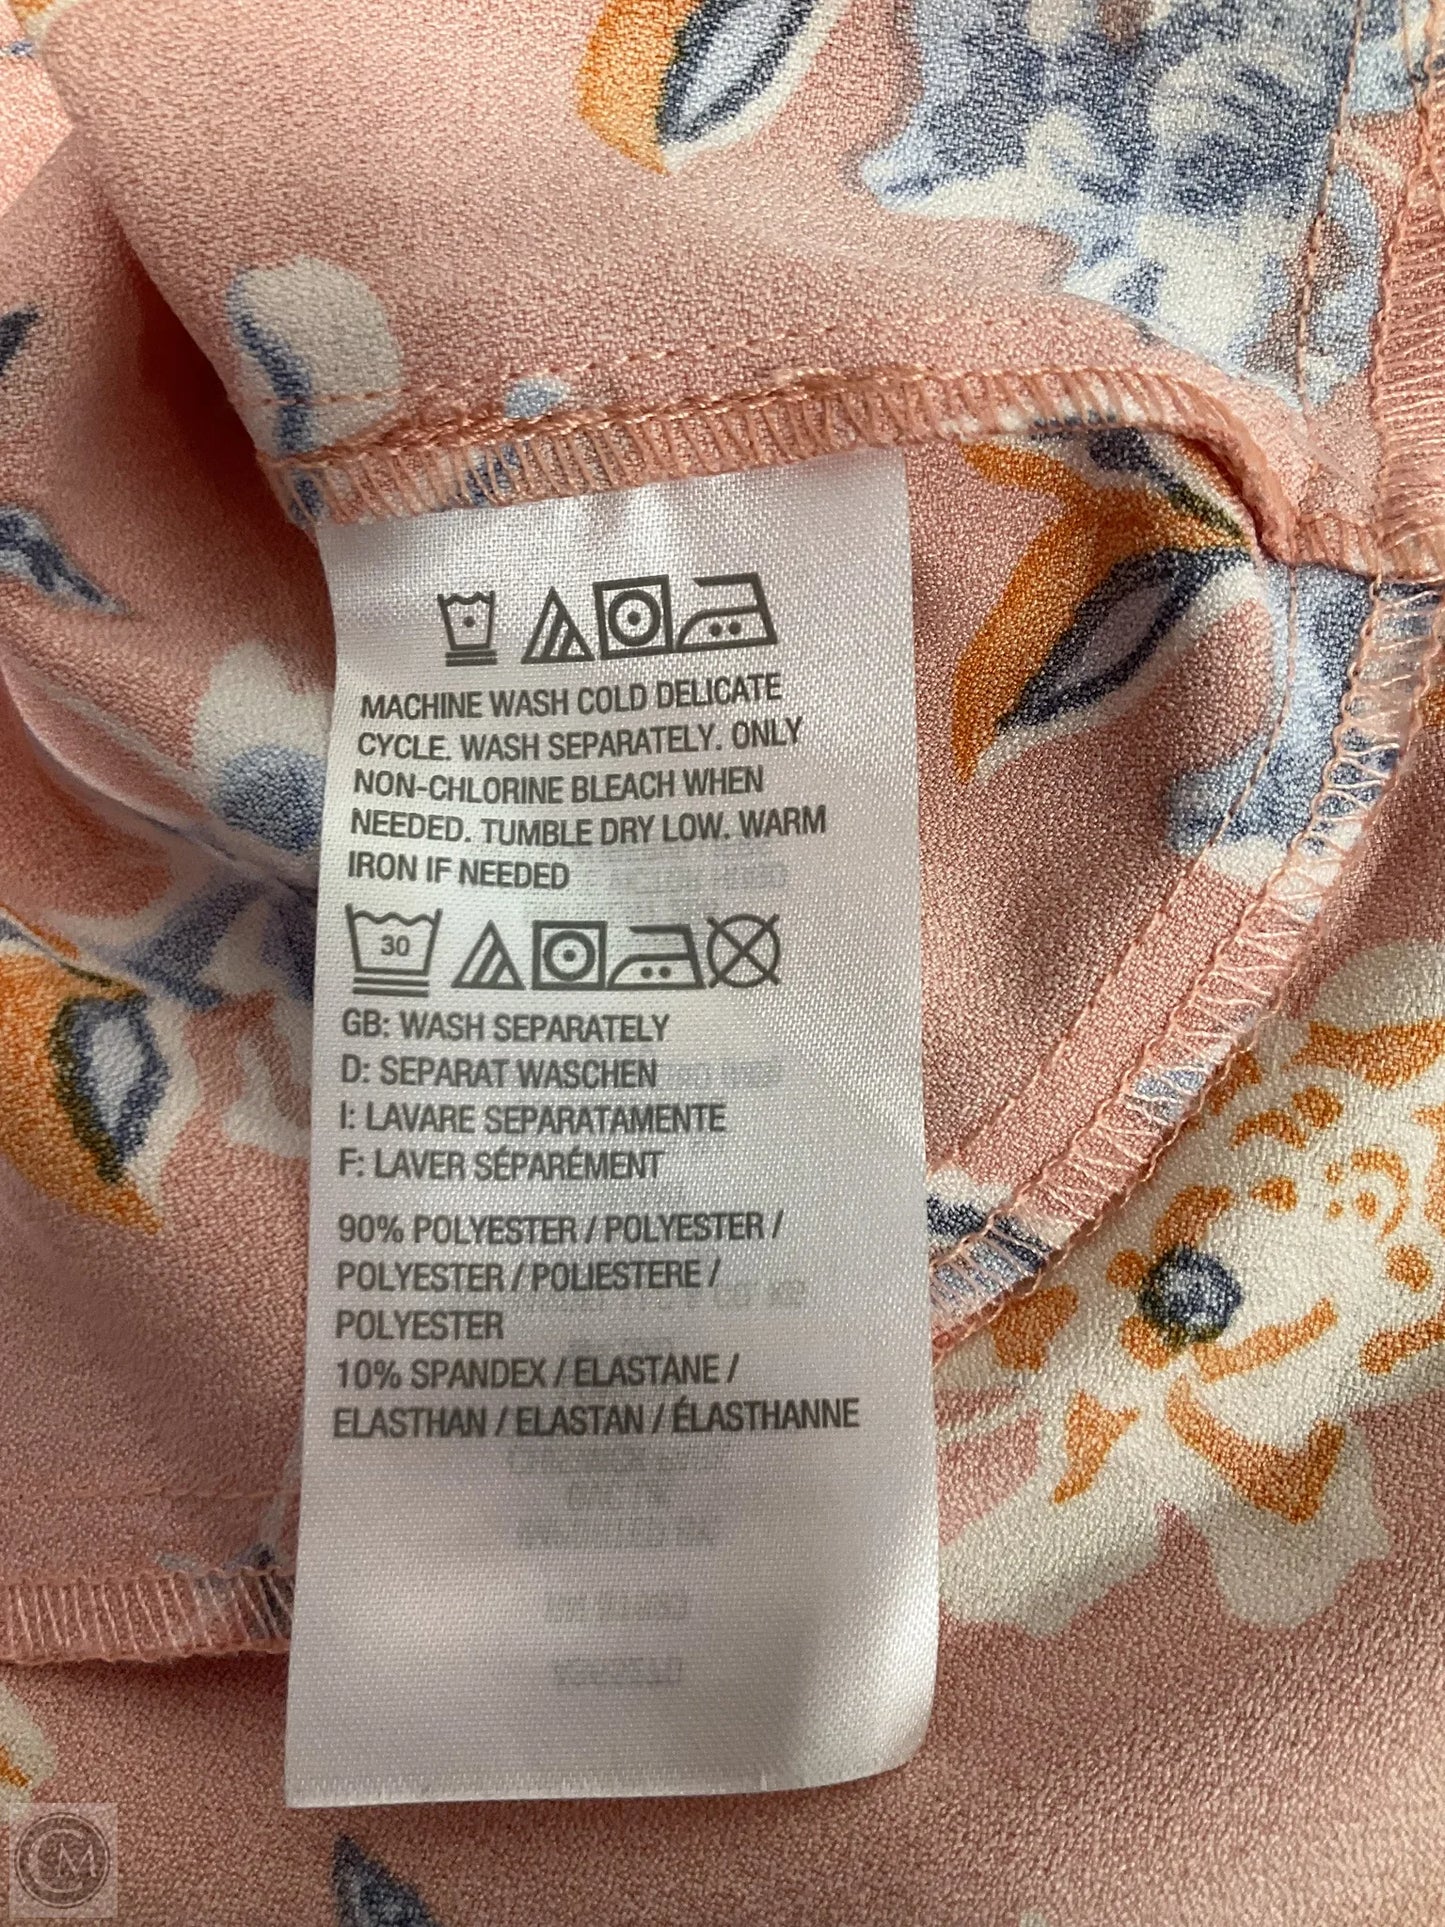 MACHINE WASH COLD DELICATE
CYCLE. WASH SEPARATELY. ONLY
NON-CHLORINE BLEACH WHEN
NEEDED. TUMBLE DRY LOW. WARM
IRON IF NEEDED
30
GB: WASH SEPARATELY
D: SEPARAT WASCHEN
I: LAVARE SEPARATAMENTE
F: LAVER SÉPARÉMENT
90% POLYESTER / POLYESTER /
POLYESTER / POLIESTERE /
POLYESTER
10% SPANDEX / ELASTANE /
ELASTHAN / ELASTAN / ÉLASTHANNE
CM